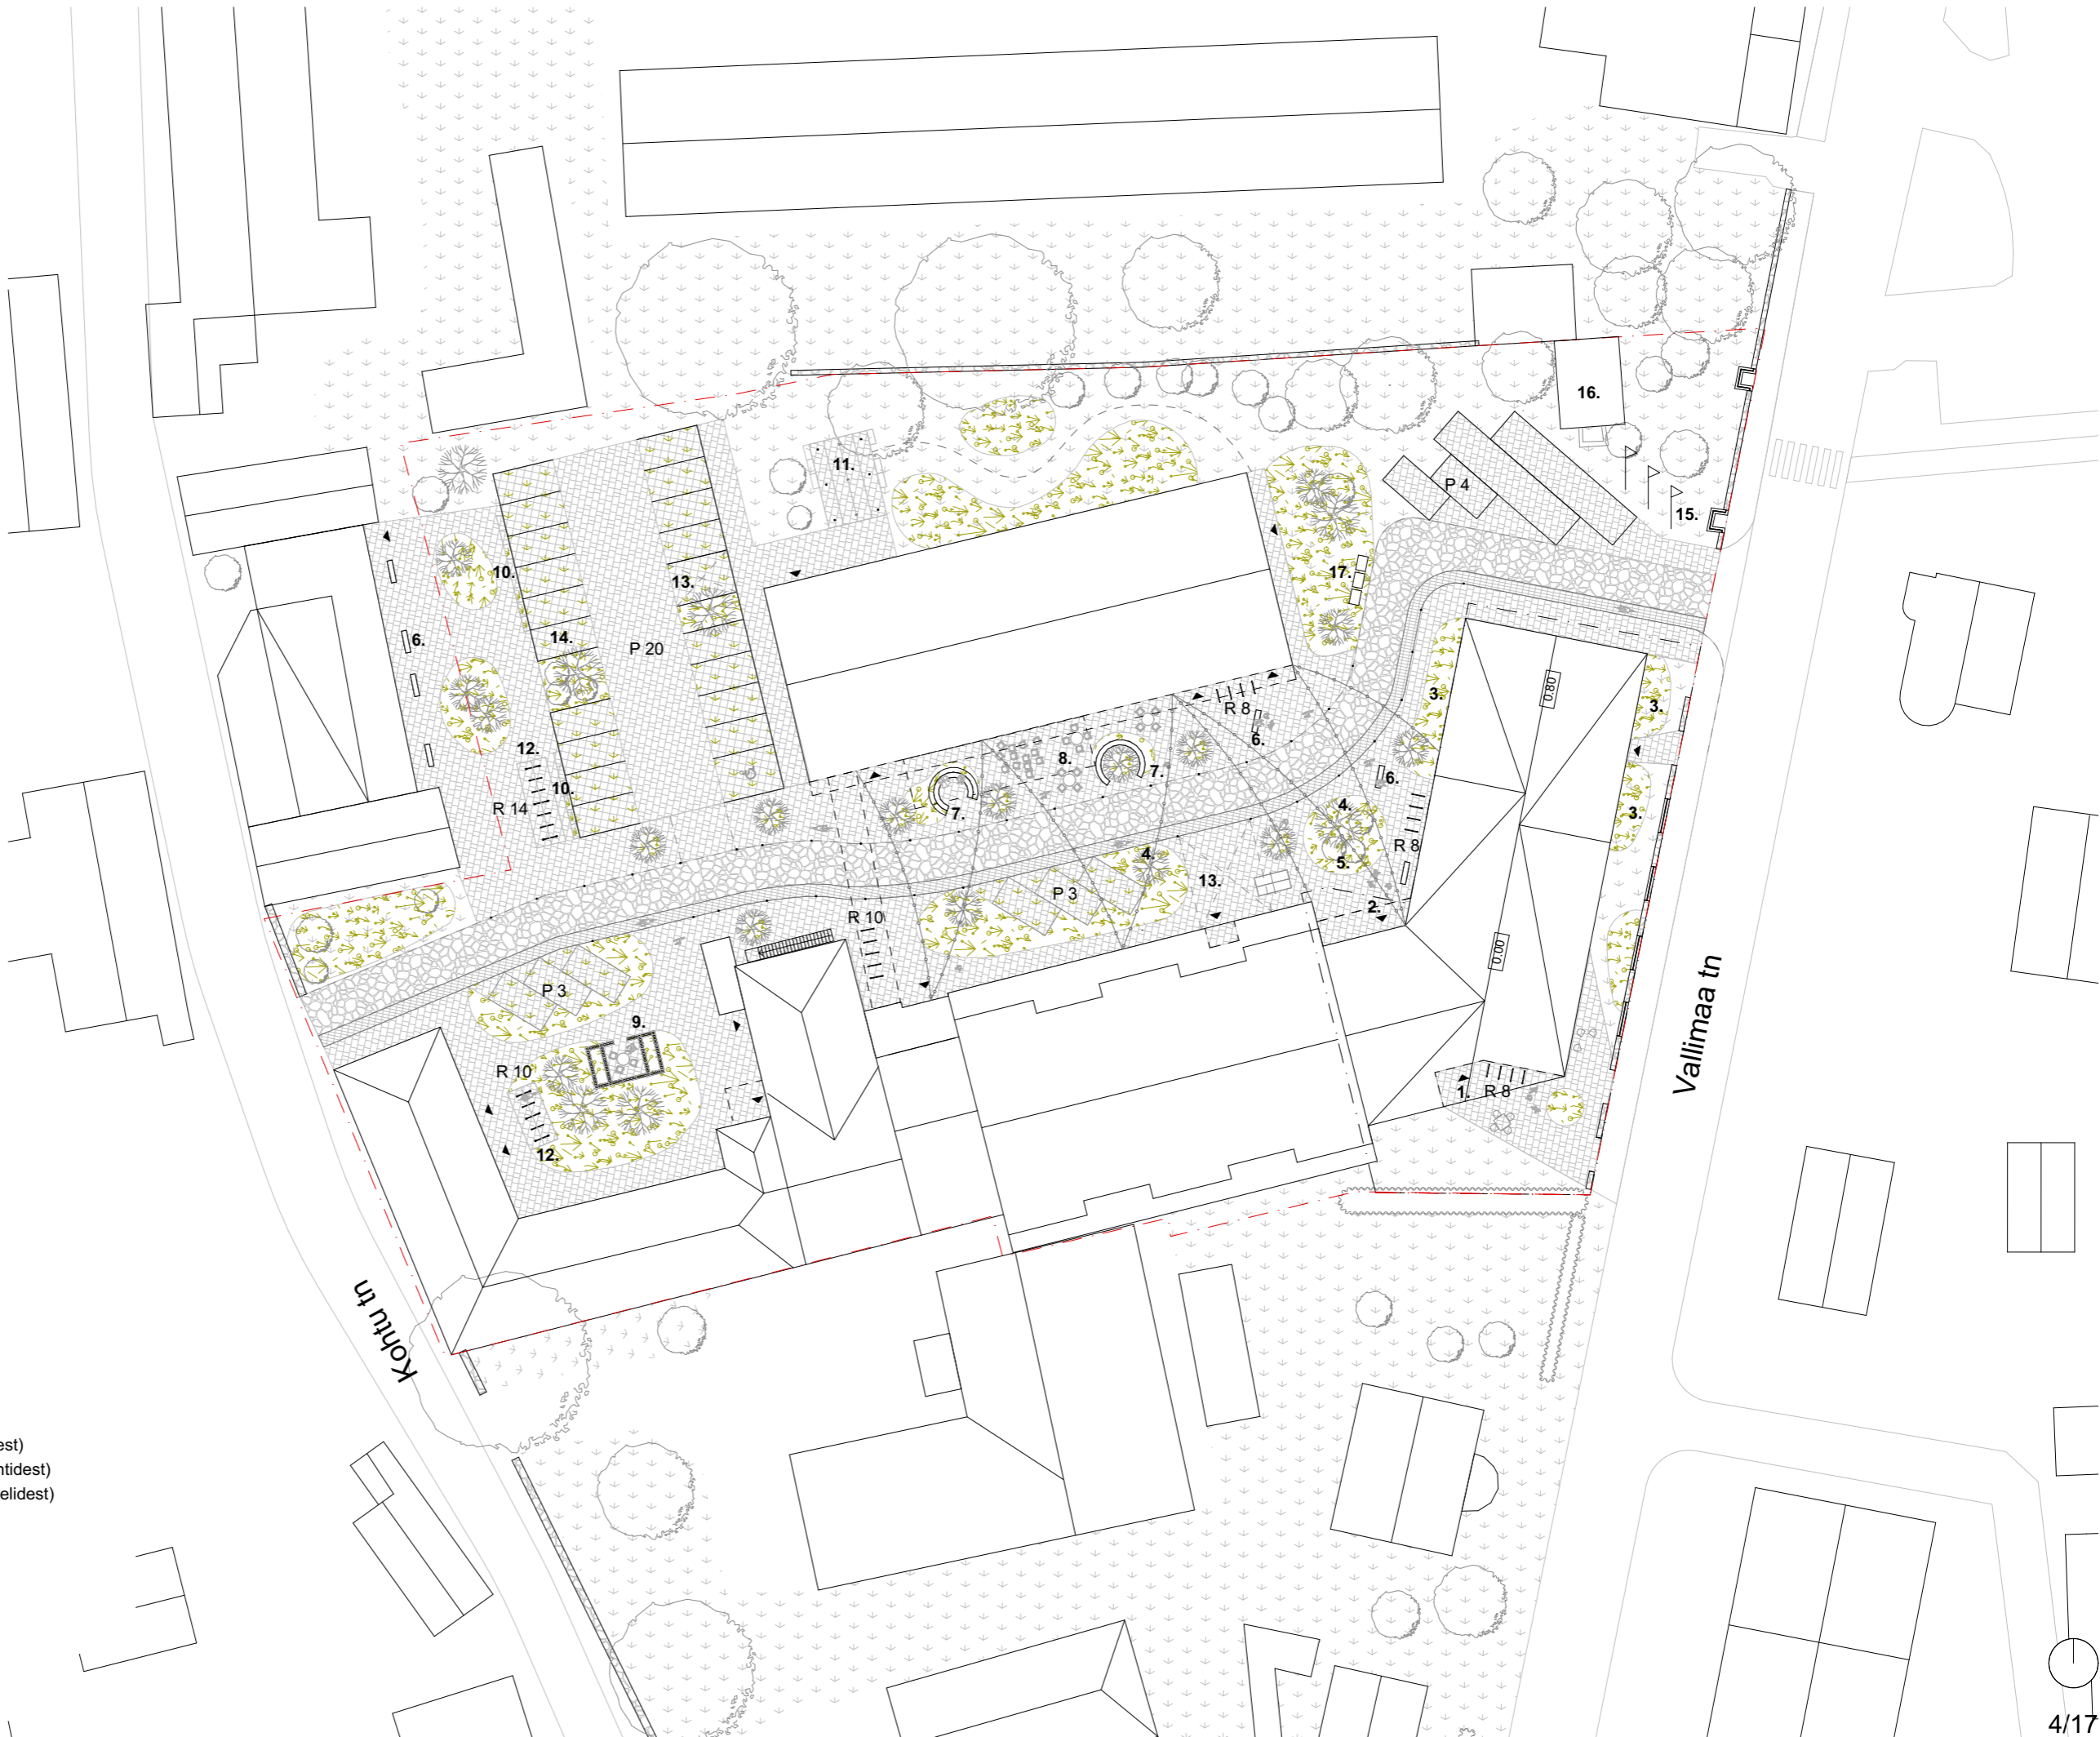 16.
11.
P 4
15.
10.
13.
17.
14.
6.
P 20
0.80
3.
3.
R 8
6.
12.
8.
7.
6.
10.
4.
3.
R 14
7.
R 8
4.
5.
13.
P 3
2.
R 10
0.00
P 3
9.
Vallimaa tn
R 10
1. R 8
12.
Kohtu tn
est)
ntidest)
elidest)
4/17